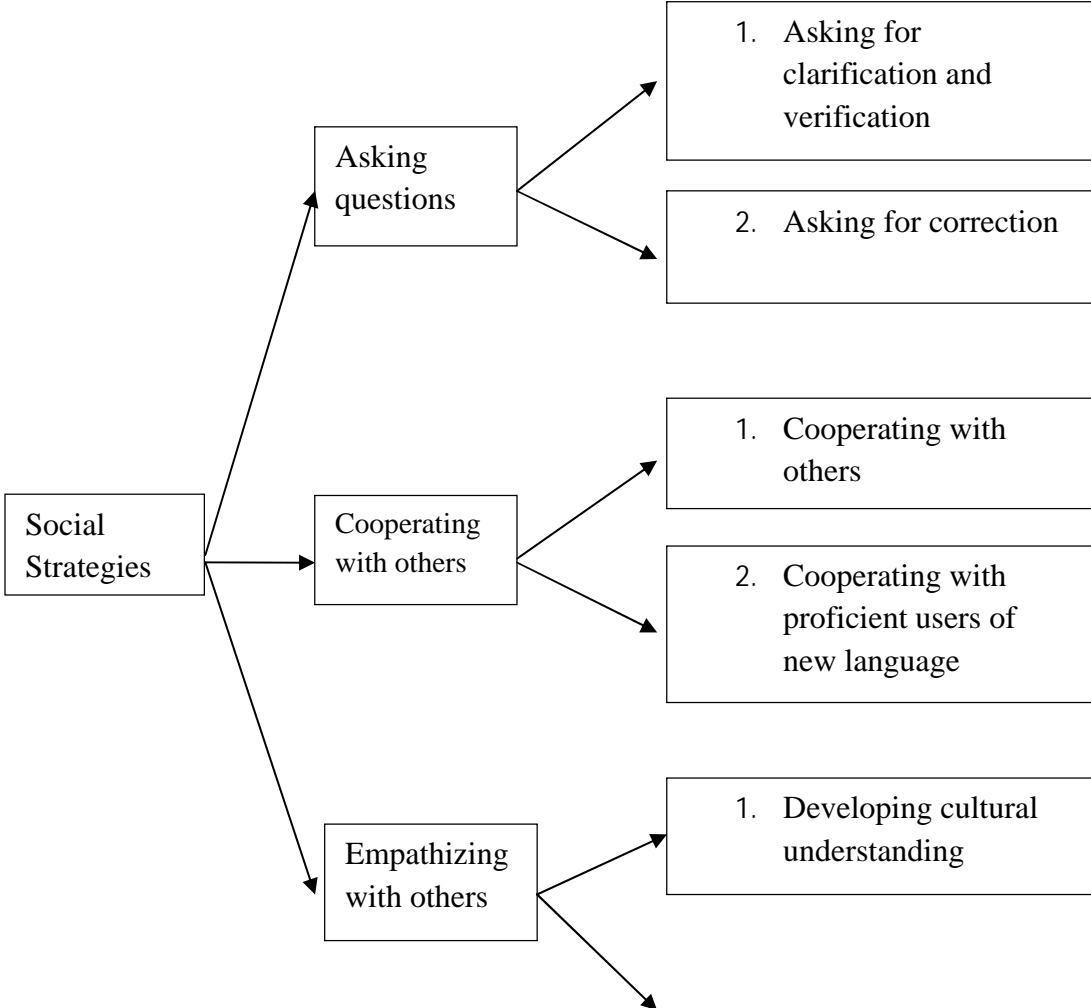 1. Asking for
clarification and
verification
Asking
questions
2. Asking for correction
1. Cooperating with
others
Social
Strategies
Cooperating
with others
2. Cooperating with
proficient users of
new language
1. Developing cultural
understanding
Empathizing
with others